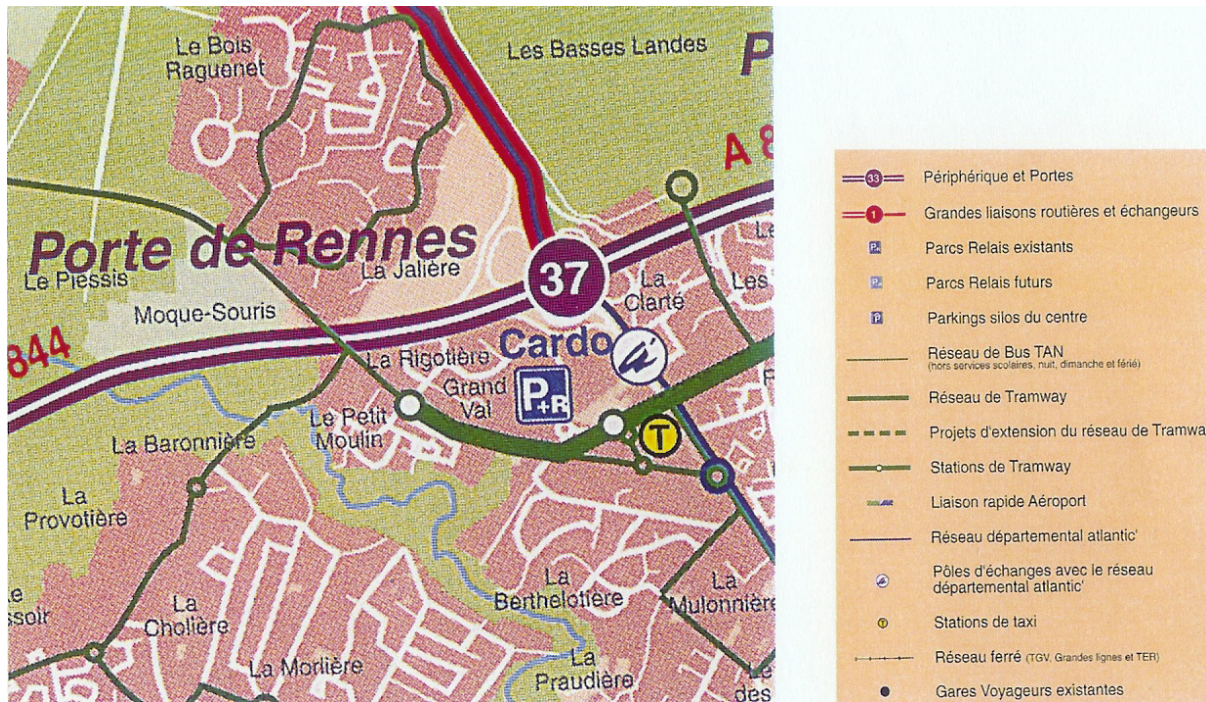 Le Bois
Raguenet
Les Basses Landes
P
A 8
Porte de Rennes
Le Plessis
La Jalière
37
La
Clarté
Les
Moque-Souris
844
La Rigotière
Cardo
Grand
Val
P+R
Le Petit
Moulin
T
La Baronnière
La
Provotière
La
Berthelotière
La
Mulonnière
ssoir
La
Cholière
La Morlière
La
Praudière
des
33
Périphérique et Portes
1
Grandes liaisons routières et échangeurs
P+R
Parcs Relais existants
Parcs Relais futurs
P
Parkings silos du centre
Réseau de Bus TAN
(hors services scolaires, nuit, dimanche et férié)
Réseau de Tramway
Projets d'extension du réseau de Tramwa
Stations de Tramway
Liaison rapide Aéroport
Réseau départemental atlantic'
Pôles d'échanges avec le réseau
départemental atlantic'
T
Stations de taxi
Réseau ferré (TGV, Grandes lignes et TER)
Gares Voyageurs existantes